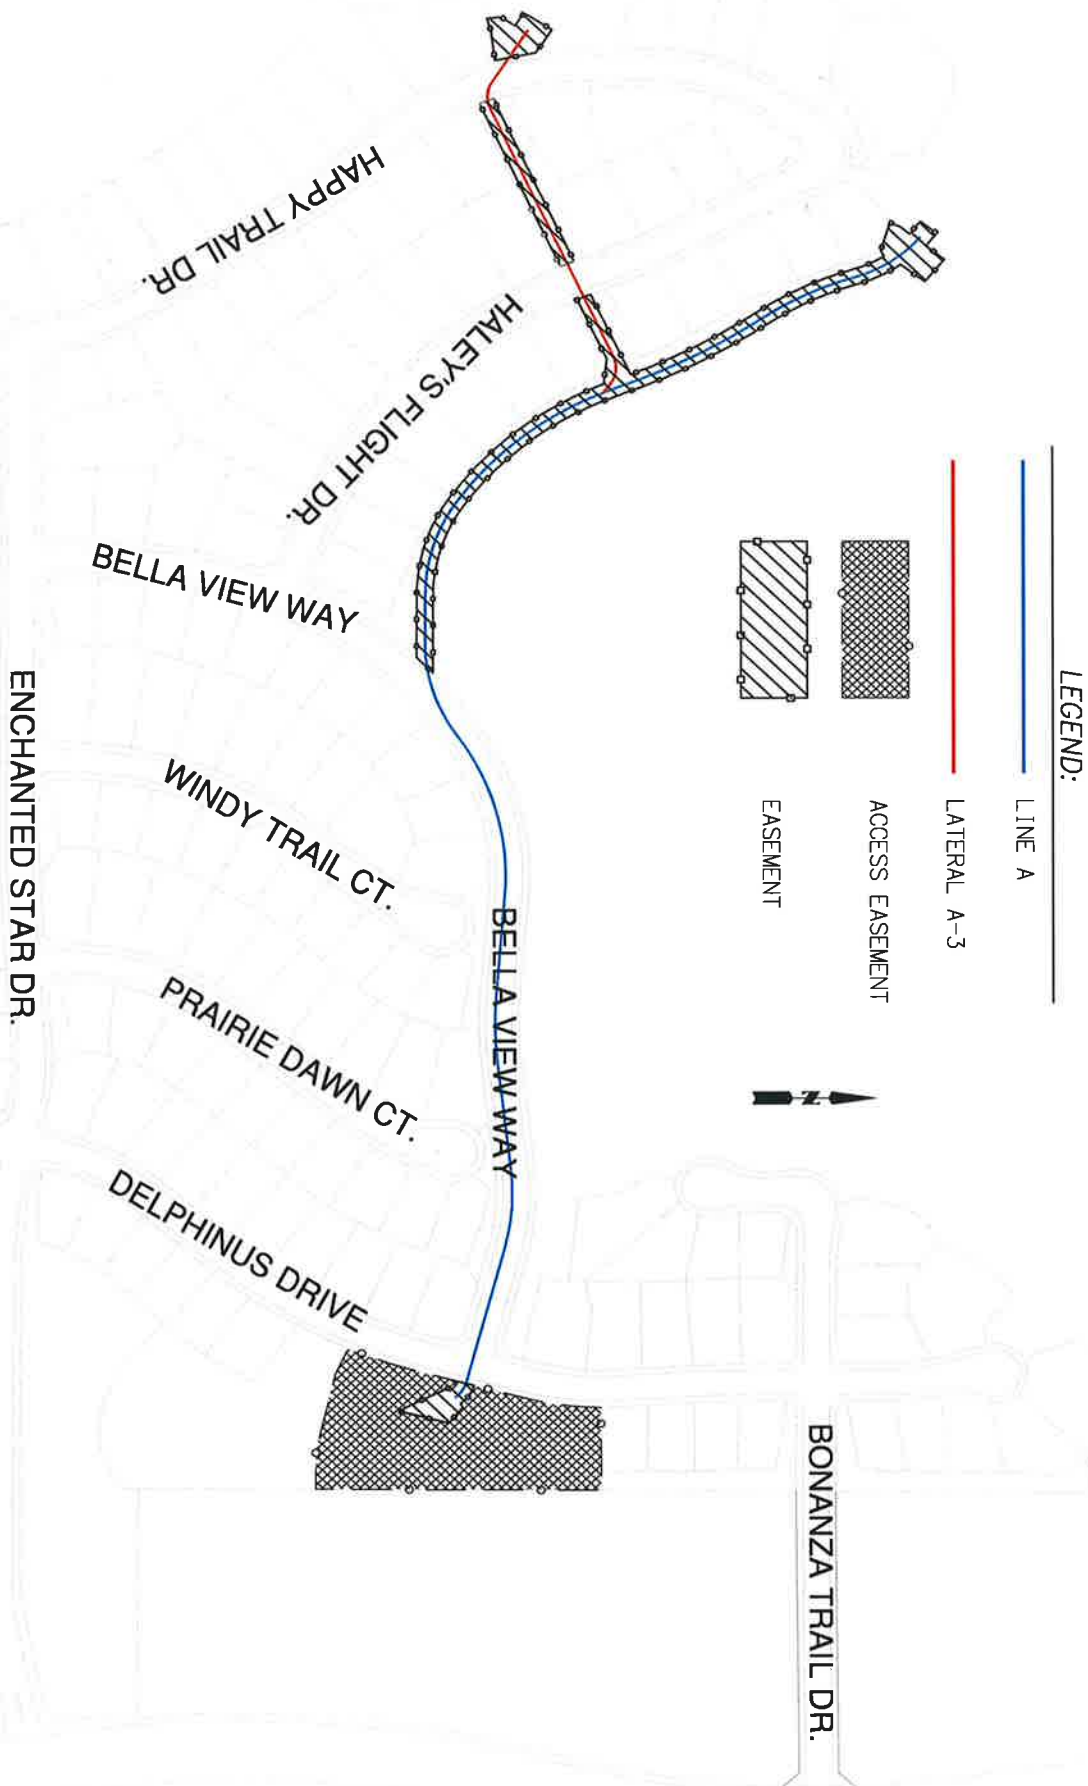 LEGEND:
LINE A
LATERAL A-3
ACCESS EASEMENT
EASEMENT
N
HAPPY TRAIL DR.
HALEY'S FLIGHT DR.
BELLA VIEW WAY
WINDY TRAIL CT.
BELLA VIEW WAY
PRAIRIE DAWN CT.
DELPHINUS DRIVE
BONANZA TRAIL DR.
ENCHANTED STAR DR.